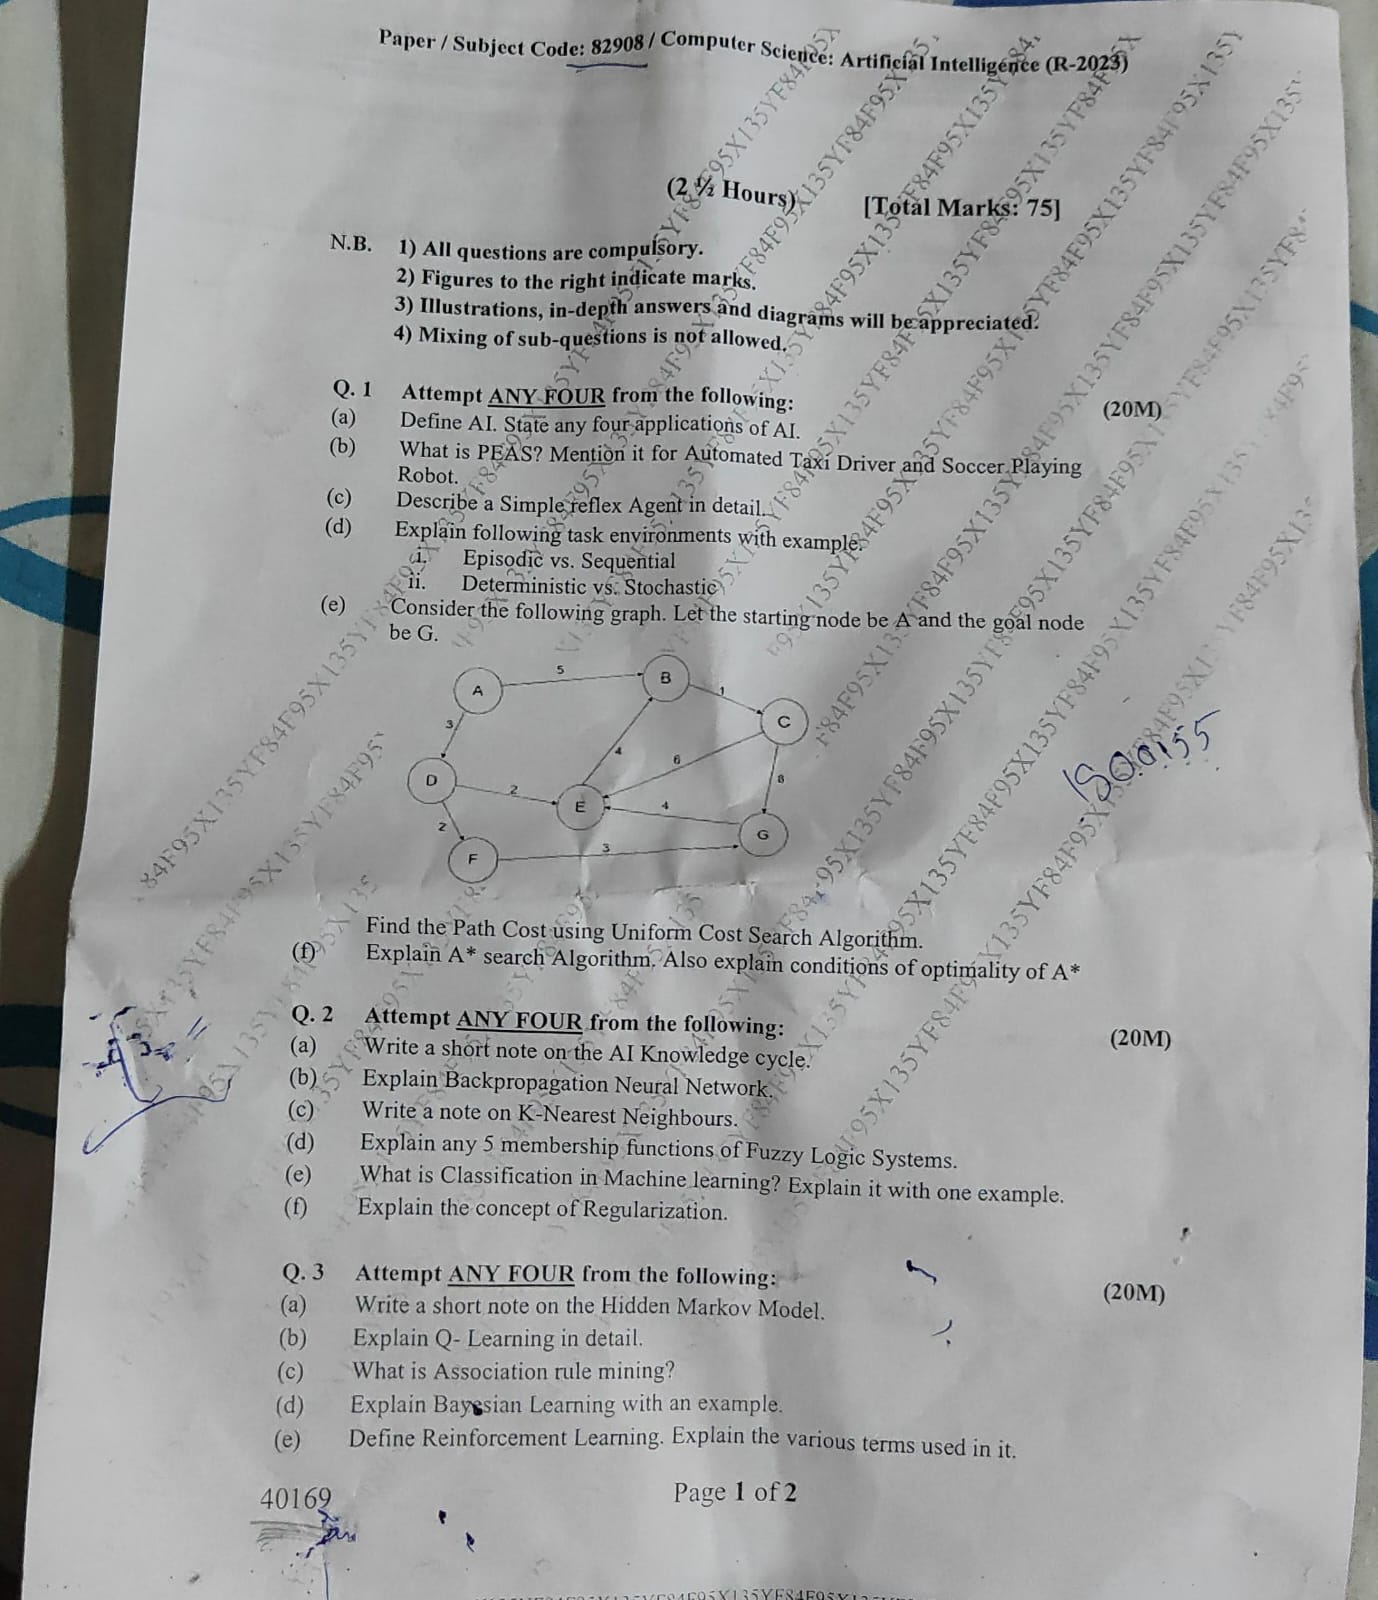 Paper / Subject Code: 82908 / Computer Science: Artificial Intelligence (R-2023)
(2 ½ Hours)
[Total Marks: 75]
N.B. 1) All questions are compulsory.
2) Figures to the right indicate marks.
3) Illustrations, in-depth answers and diagrams will be appreciated.
4) Mixing of sub-questions is not allowed.
Q. 1 Attempt ANY FOUR from the following: (20M)
(a) Define AI. State any four applications of AI.
(b) What is PEAS? Mention it for Automated Taxi Driver and Soccer Playing
Robot.
(c) Describe a Simple reflex Agent in detail.
(d) Explain following task environments with example.
i. Episodic vs. Sequential
ii. Deterministic vs. Stochastic
(e) Consider the following graph. Let the starting node be A and the goal node
be G.
A 5 B
1
3 C
4
6
D 2 E 8
4
2 G
F 3
Find the Path Cost using Uniform Cost Search Algorithm.
(f) Explain A* search Algorithm. Also explain conditions of optimality of A*
Q. 2 Attempt ANY FOUR from the following: (20M)
(a) Write a short note on the AI Knowledge cycle.
(b) Explain Backpropagation Neural Network.
(c) Write a note on K-Nearest Neighbours.
(d) Explain any 5 membership functions of Fuzzy Logic Systems.
(e) What is Classification in Machine learning? Explain it with one example.
(f) Explain the concept of Regularization.
Q. 3 Attempt ANY FOUR from the following: (20M)
(a) Write a short note on the Hidden Markov Model.
(b) Explain Q- Learning in detail.
(c) What is Association rule mining?
(d) Explain Bayesian Learning with an example.
(e) Define Reinforcement Learning. Explain the various terms used in it.
40169
Page 1 of 2